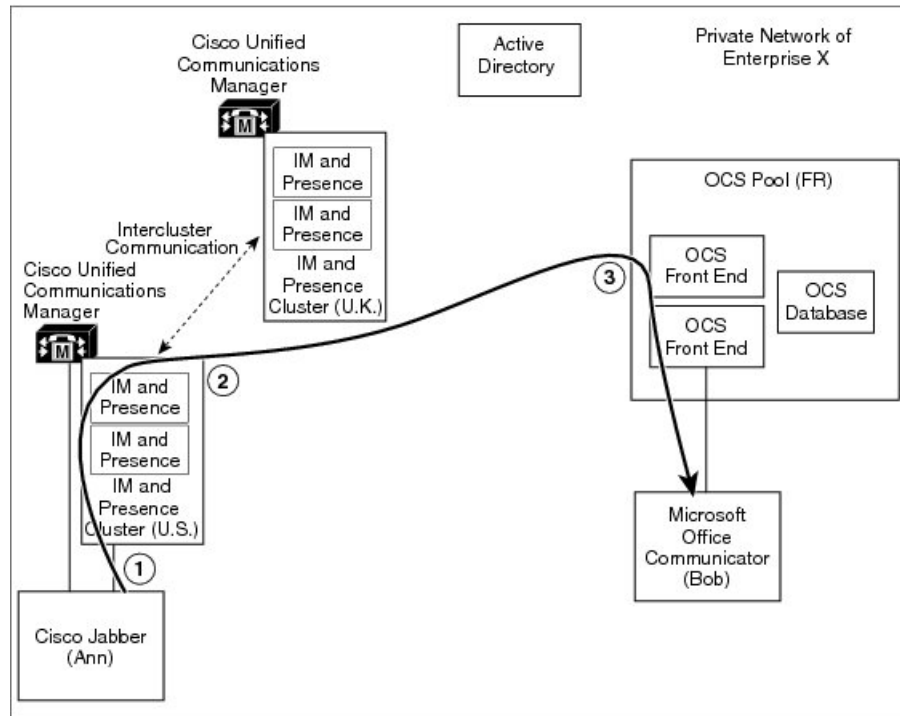 Cisco Unified
Communications
Manager
M
Active
Directory
Private Network of
Enterprise X
IM and
Presence
IM and
Presence
IM and
Presence
Cluster (U.K.)
Intercluster
Communication
Cisco Unified
Communications
Manager
M
OCS Pool (FR)
OCS
Front End
OCS
Front End
OCS
Database
3
2
IM and
Presence
IM and
Presence
IM and
Presence
Cluster (U.S.)
1
Cisco Jabber
(Ann)
Microsoft
Office
Communicator
(Bob)